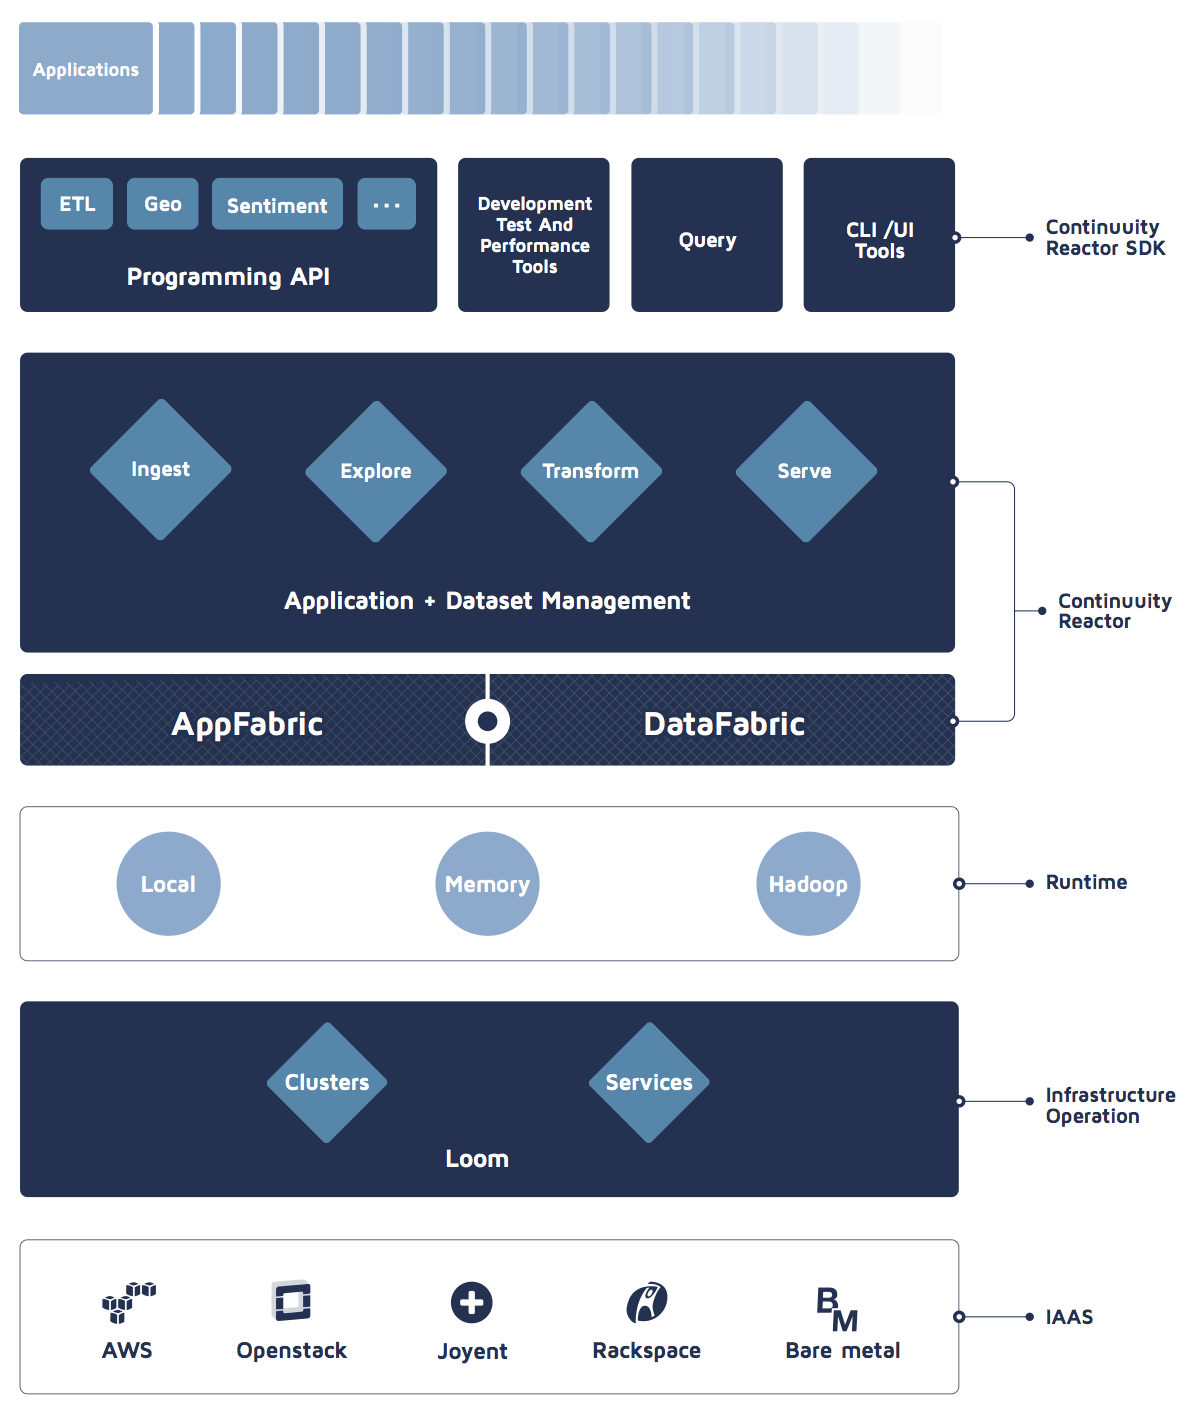 Applications
ETL
Geo
Sentiment
...
Programming API
Development
Test And
Performance
Tools
Query
CLI /UI
Tools
Continuuity
Reactor SDK
Ingest
Explore
Transform
Serve
Application + Dataset Management
Continuuity
Reactor
AppFabric
DataFabric
Local
Memory
Hadoop
Runtime
Clusters
Services
Loom
Infrastructure
Operation
BM
AWS
Openstack
Joyent
Rackspace
Bare metal
IAAS